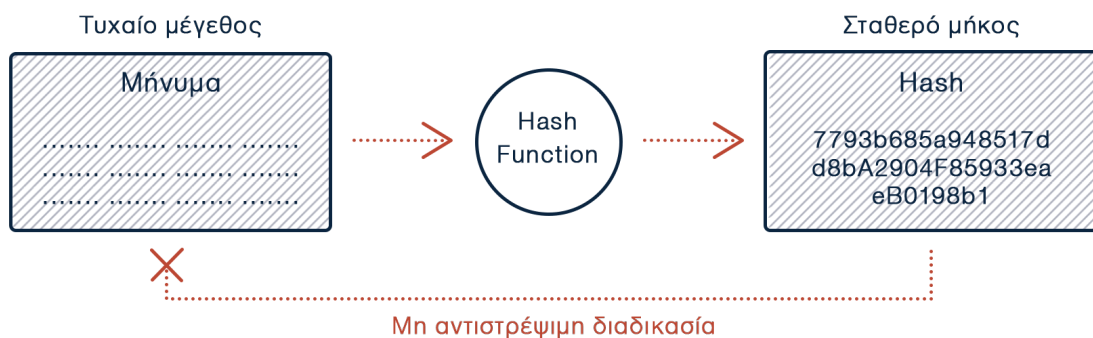 Τυχαίο μέγεθος
Σταθερό μήκος
Μήνυμα
....... ....... ....... .......
....... ....... ....... .......
....... ....... ....... .......
Hash
Function
Hash
7793b685a948517d
d8bA2904F85933ea
eB0198b1
Μη αντιστρέψιμη διαδικασία